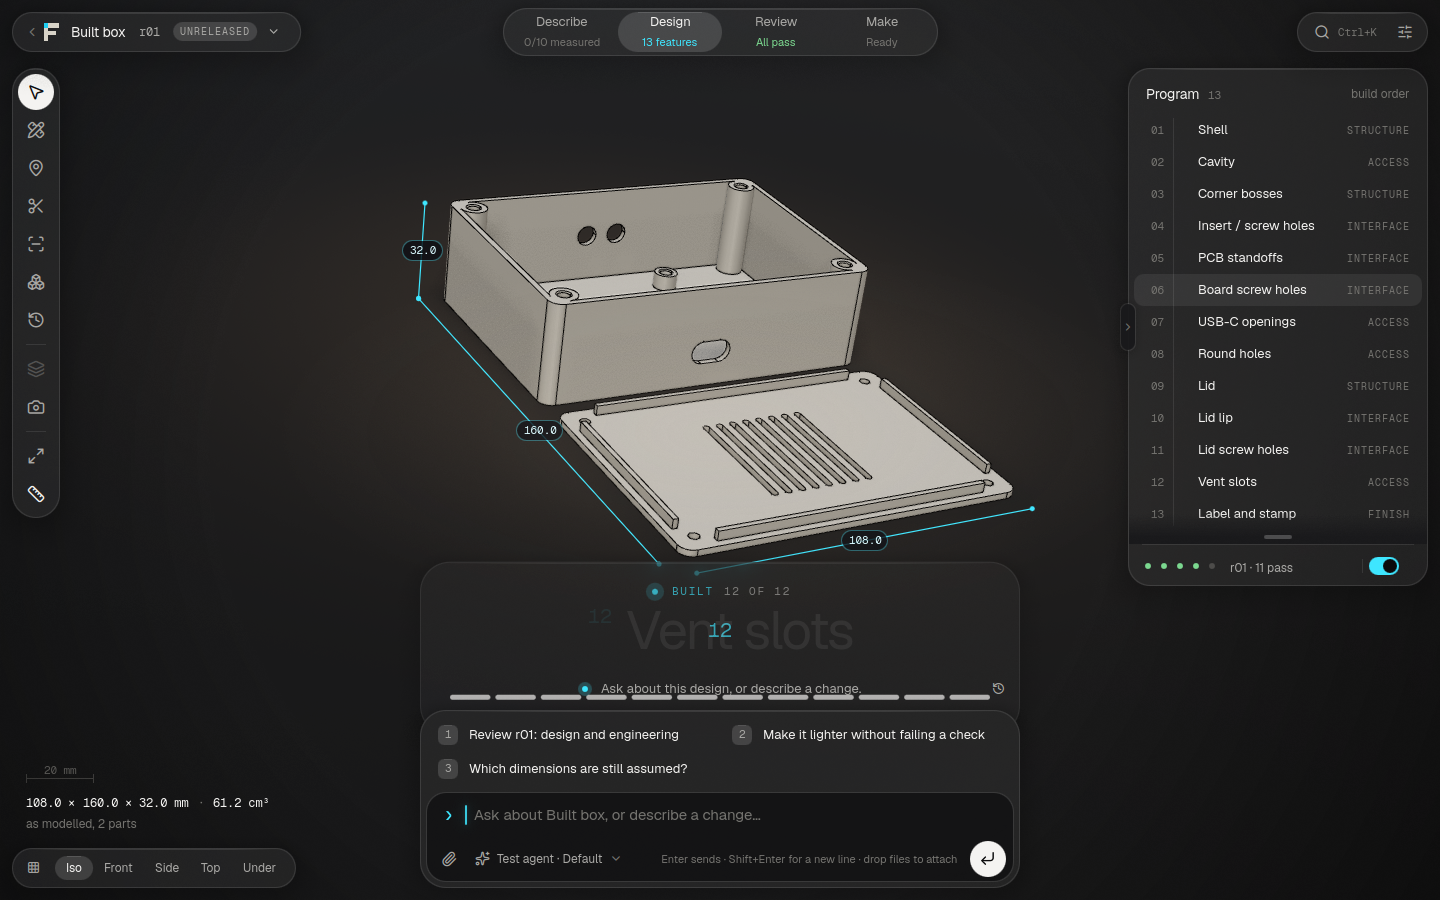 Built box r01 UNRELEASED
Describe
0/10 measured
Design
13 features
Review
All pass
Make
Ready
Ctrl+K
Program 13 build order
01 Shell STRUCTURE
02 Cavity ACCESS
03 Corner bosses STRUCTURE
04 Insert / screw holes INTERFACE
05 PCB standoffs INTERFACE
06 Board screw holes INTERFACE
07 USB-C openings ACCESS
08 Round holes ACCESS
09 Lid STRUCTURE
10 Lid lip INTERFACE
11 Lid screw holes INTERFACE
12 Vent slots ACCESS
13 Label and stamp FINISH
r01 · 11 pass
32.0
160.0
108.0
BUILT 12 OF 12
12
Vent slots
12
Ask about this design, or describe a change.
1 Review r01: design and engineering
2 Make it lighter without failing a check
3 Which dimensions are still assumed?
Ask about Built box, or describe a change…
Test agent · Default
Enter sends · Shift+Enter for a new line · drop files to attach
20 mm
108.0 × 160.0 × 32.0 mm · 61.2 cm³
as modelled, 2 parts
Iso Front Side Top Under